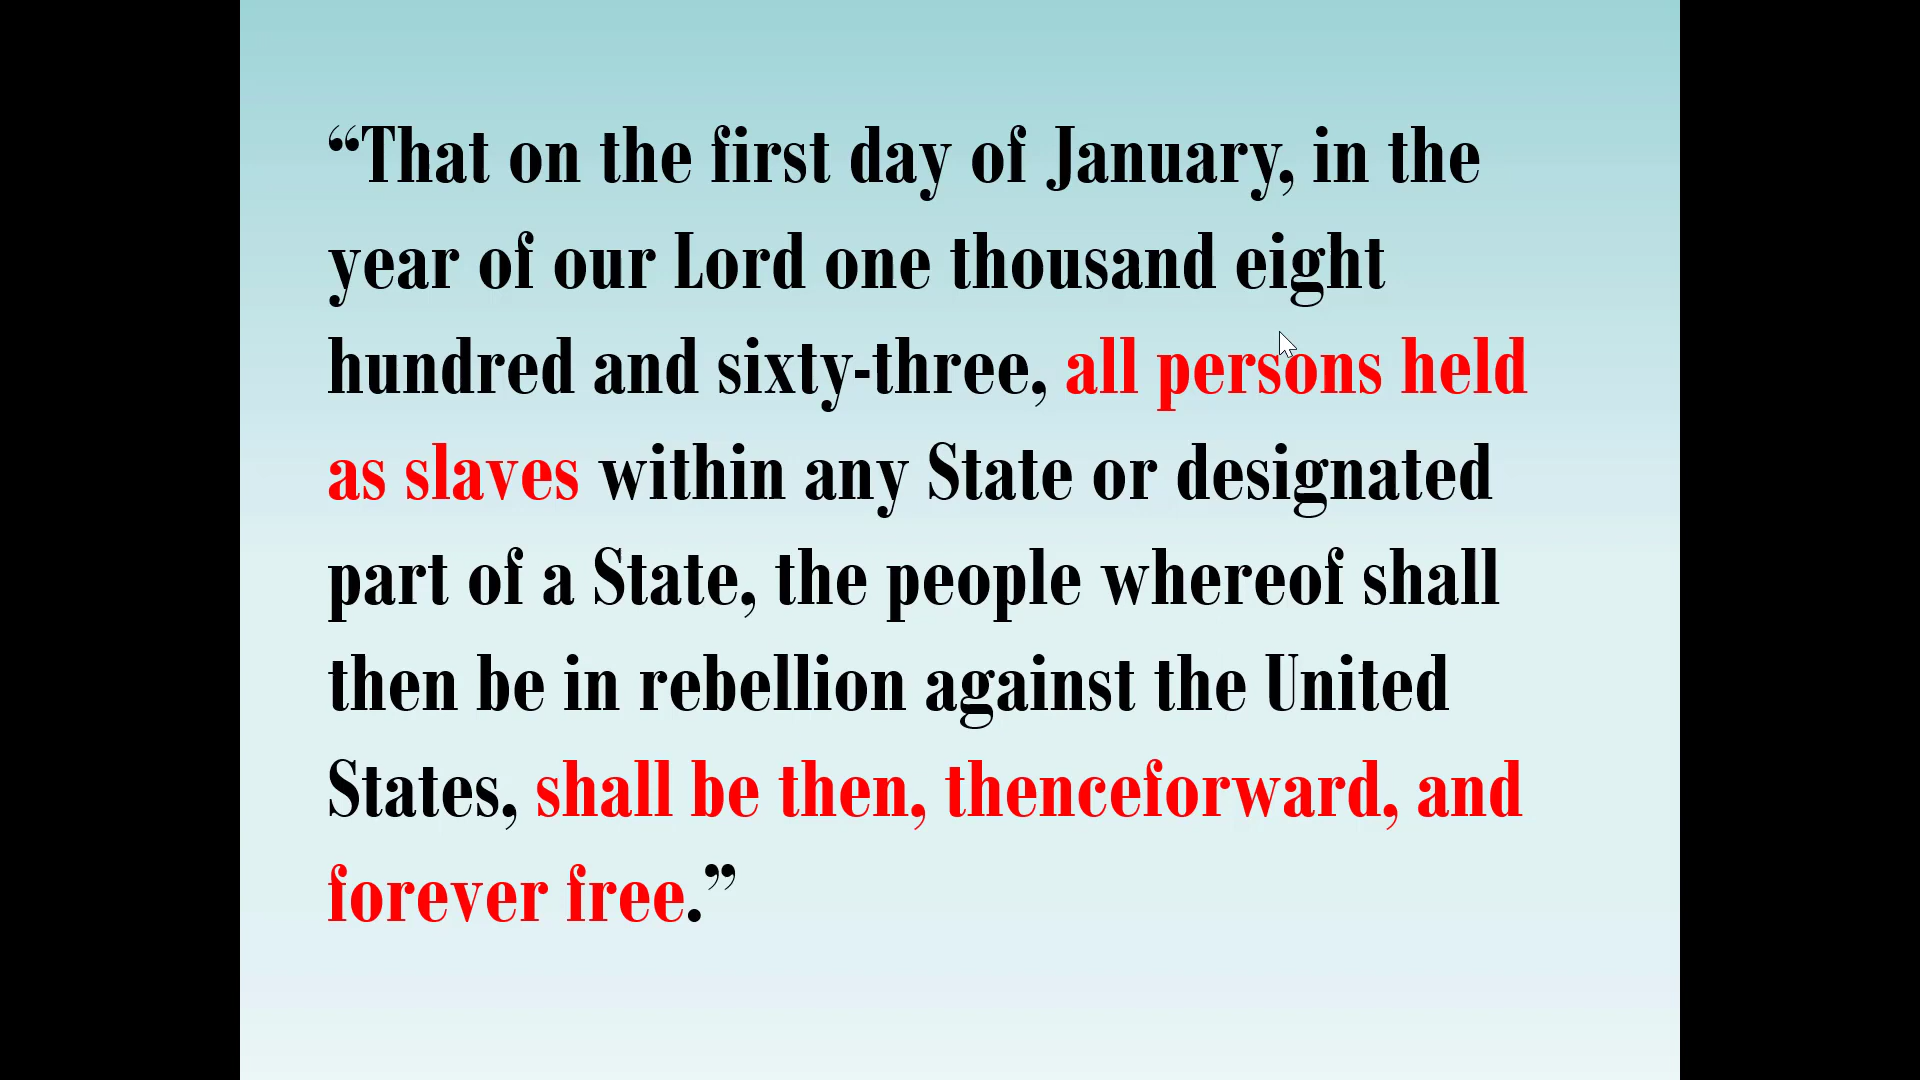 “That on the first day of January, in the
year of our Lord one thousand eight
hundred and sixty-three, all persons held
as slaves within any State or designated
part of a State, the people whereof shall
then be in rebellion against the United
States, shall be then, thenceforward, and
forever free.”